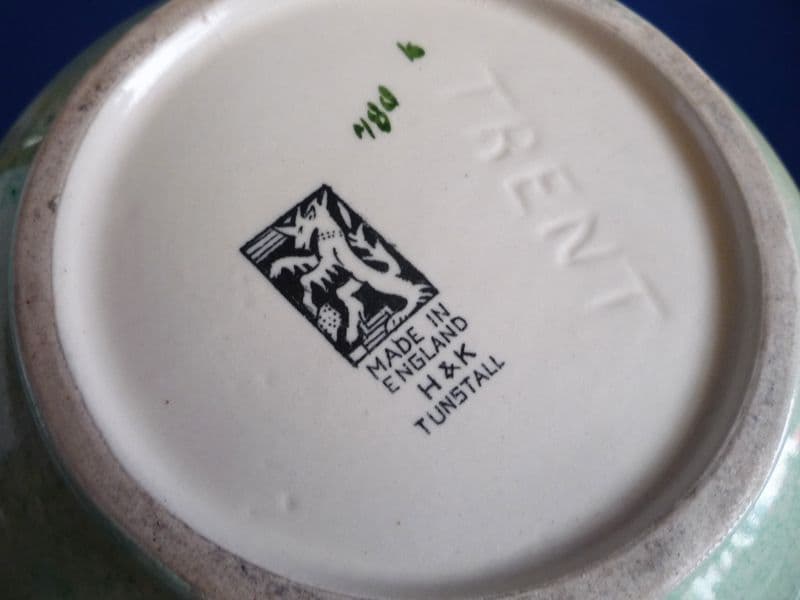 TRENT
MADE IN
ENGLAND
H & K
TUNSTALL